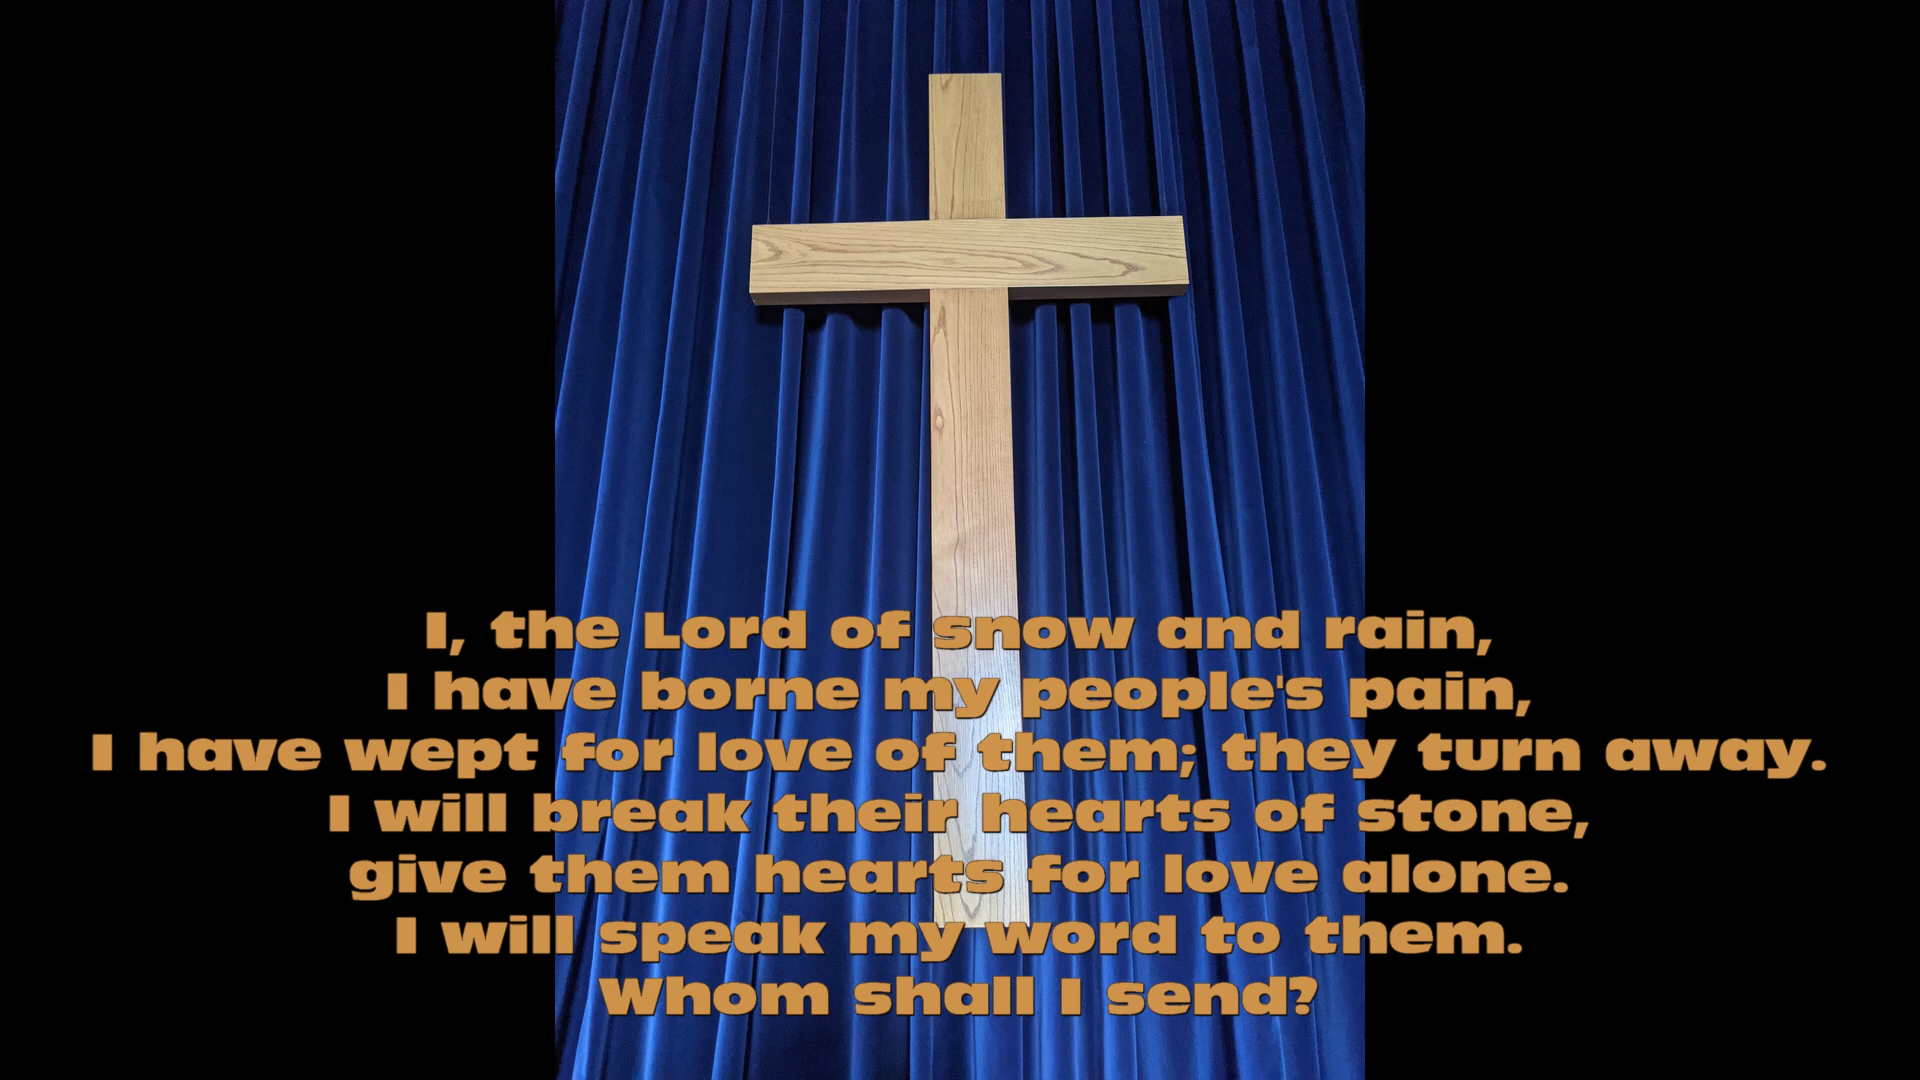 I, the Lord of snow and rain,
I have borne my people's pain,
I have wept for love of them; they turn away.
I will break their hearts of stone,
give them hearts for love alone.
I will speak my word to them.
Whom shall I send?